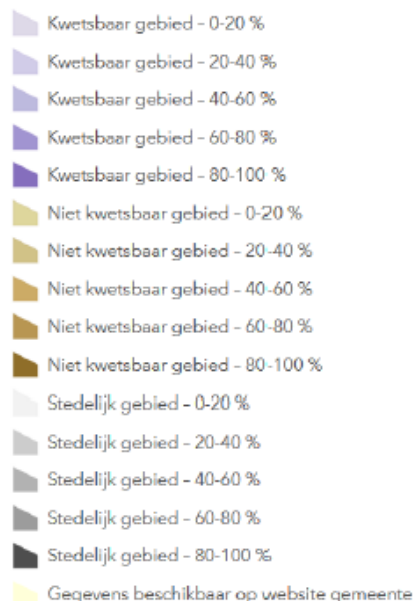 Kwetsbaar gebied - 0-20 %
Kwetsbaar gebied - 20-40 %
Kwetsbaar gebied - 40-60 %
Kwetsbaar gebied - 60-80 %
Kwetsbaar gebied - 80-100 %
Niet kwetsbaar gebied - 0-20 %
Niet kwetsbaar gebied - 20-40 %
Niet kwetsbaar gebied - 40-60 %
Niet kwetsbaar gebied - 60-80 %
Niet kwetsbaar gebied - 80-100 %
Stedelijk gebied - 0-20 %
Stedelijk gebied - 20-40 %
Stedelijk gebied - 40-60 %
Stedelijk gebied - 60-80 %
Stedelijk gebied - 80-100 %
Gegevens beschikbaar op website gemeente